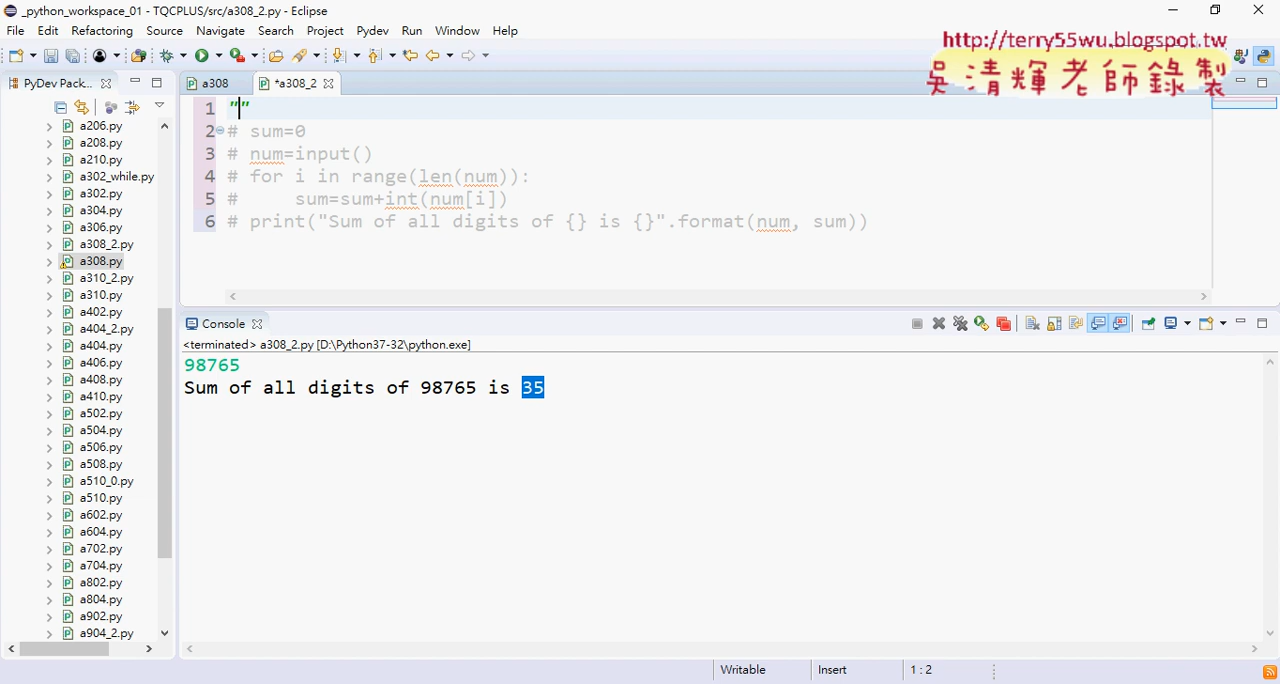 _python_workspace_01 - TQCPLUS/src/a308_2.py - Eclipse
File Edit Refactoring Source Navigate Search Project Pydev Run Window Help
http://terry55wu.blogspot.tw
吳清輝老師錄製
PyDev Pack...
a308
*a308_2
a206.py
a208.py
a210.py
a302_while.py
a302.py
a304.py
a306.py
a308_2.py
a308.py
a310_2.py
a310.py
a402.py
a404_2.py
a404.py
a406.py
a408.py
a410.py
a502.py
a504.py
a506.py
a508.py
a510_0.py
a510.py
a602.py
a604.py
a702.py
a704.py
a802.py
a804.py
a902.py
a904_2.py
1 ""
2 # sum=0
3 # num=input()
4 # for i in range(len(num)):
5 #     sum=sum+int(num[i])
6 # print("Sum of all digits of {} is {}".format(num, sum))
Console
<terminated> a308_2.py [D:\Python37-32\python.exe]
98765
Sum of all digits of 98765 is 35
Writable Insert 1 : 2